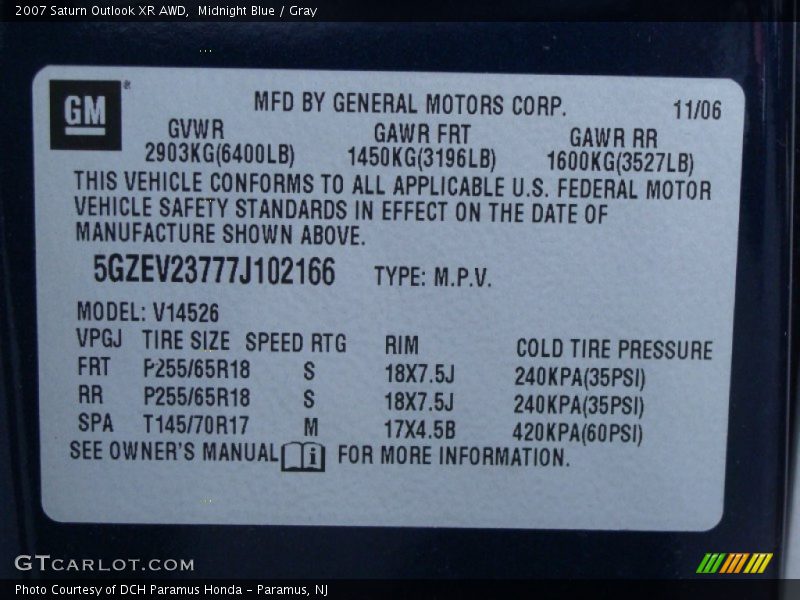 2007 Saturn Outlook XR AWD,  Midnight Blue / Gray
GM®
MFD BY GENERAL MOTORS CORP. 11/06
GVWR GAWR FRT GAWR RR
2903KG(6400LB) 1450KG(3196LB) 1600KG(3527LB)
THIS VEHICLE CONFORMS TO ALL APPLICABLE U.S. FEDERAL MOTOR
VEHICLE SAFETY STANDARDS IN EFFECT ON THE DATE OF
MANUFACTURE SHOWN ABOVE.
5GZEV23777J102166 TYPE: M.P.V.
MODEL: V14526
VPGJ TIRE SIZE SPEED RTG RIM COLD TIRE PRESSURE
FRT P255/65R18 S 18X7.5J 240KPA(35PSI)
RR P255/65R18 S 18X7.5J 240KPA(35PSI)
SPA T145/70R17 M 17X4.5B 420KPA(60PSI)
SEE OWNER'S MANUAL i FOR MORE INFORMATION.
GTCARLOT.COM
Photo Courtesy of DCH Paramus Honda - Paramus, NJ